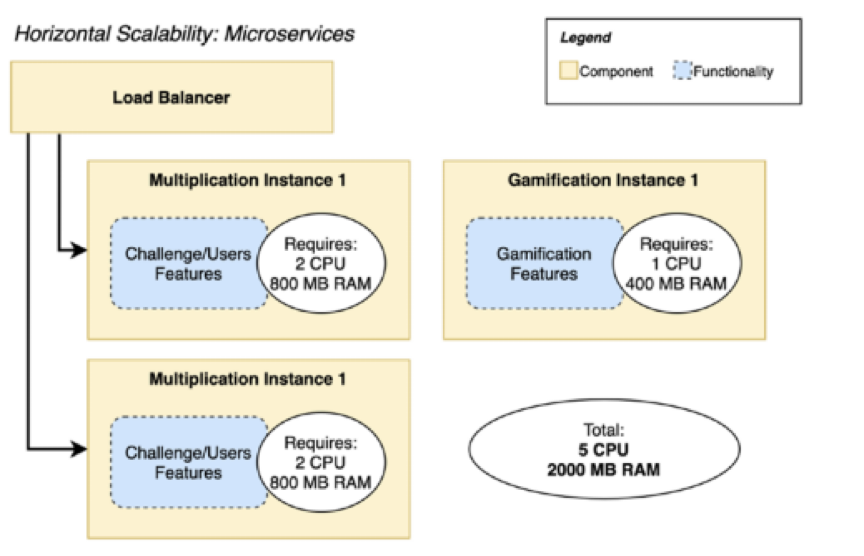 Horizontal Scalability: Microservices
Legend
Component
Functionality
Load Balancer
Multiplication Instance 1
Challenge/Users
Features
Requires:
2 CPU
800 MB RAM
Gamification Instance 1
Gamification
Features
Requires:
1 CPU
400 MB RAM
Multiplication Instance 1
Challenge/Users
Features
Requires:
2 CPU
800 MB RAM
Total:
5 CPU
2000 MB RAM